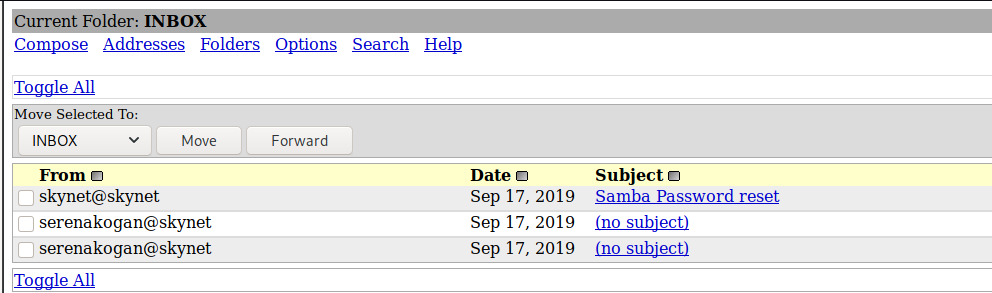 Current Folder: INBOX
Compose Addresses Folders Options Search Help
Toggle All
Move Selected To:
INBOX Move Forward
From Date Subject
skynet@skynet Sep 17, 2019 Samba Password reset
serenakogan@skynet Sep 17, 2019 (no subject)
serenakogan@skynet Sep 17, 2019 (no subject)
Toggle All